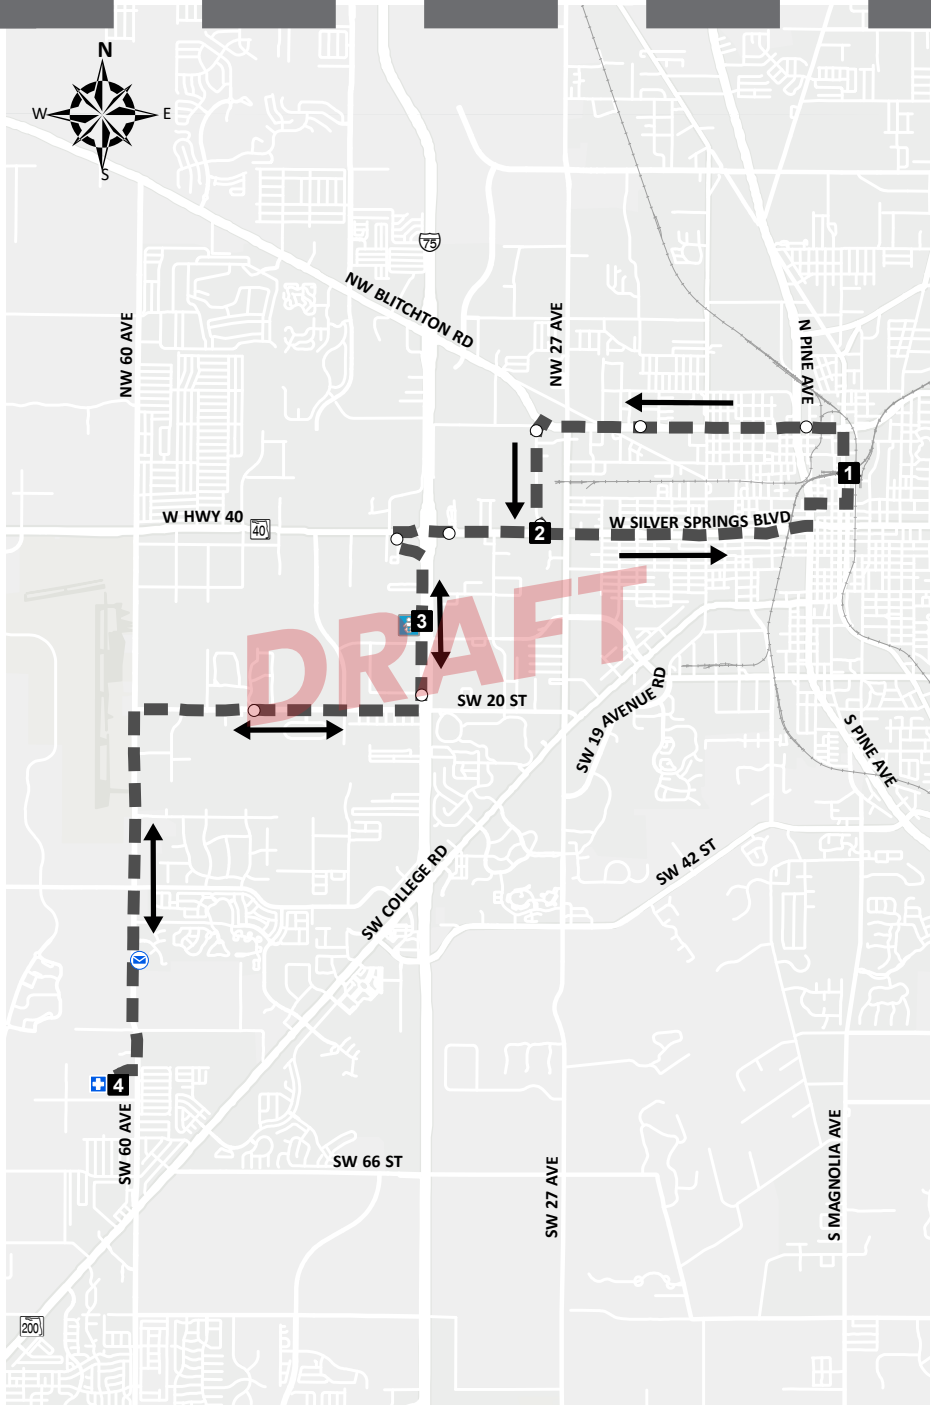 N
W
E
S
75
NW BLITCHTON RD
NW 60 AVE
NW 27 AVE
N PINE AVE
1
W HWY 40
40
W SILVER SPRINGS BLVD
2
3
DRAFT
SW 20 ST
SW 19 AVENUE RD
S PINE AVE
SW COLLEGE RD
SW 42 ST
4
SW 60 AVE
SW 66 ST
SW 27 AVE
S MAGNOLIA AVE
200